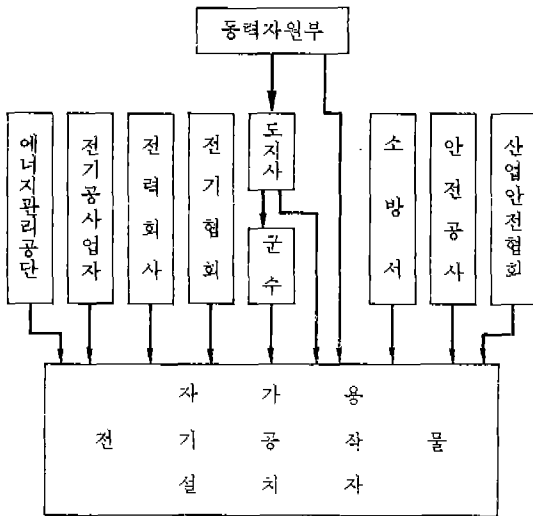 동력자원부
에너지관리공단
전기공사업자
전력회사
전기협회
도지사
군수
소방서
안전공사
산업안전협회
자가용
전기공작물
설치자